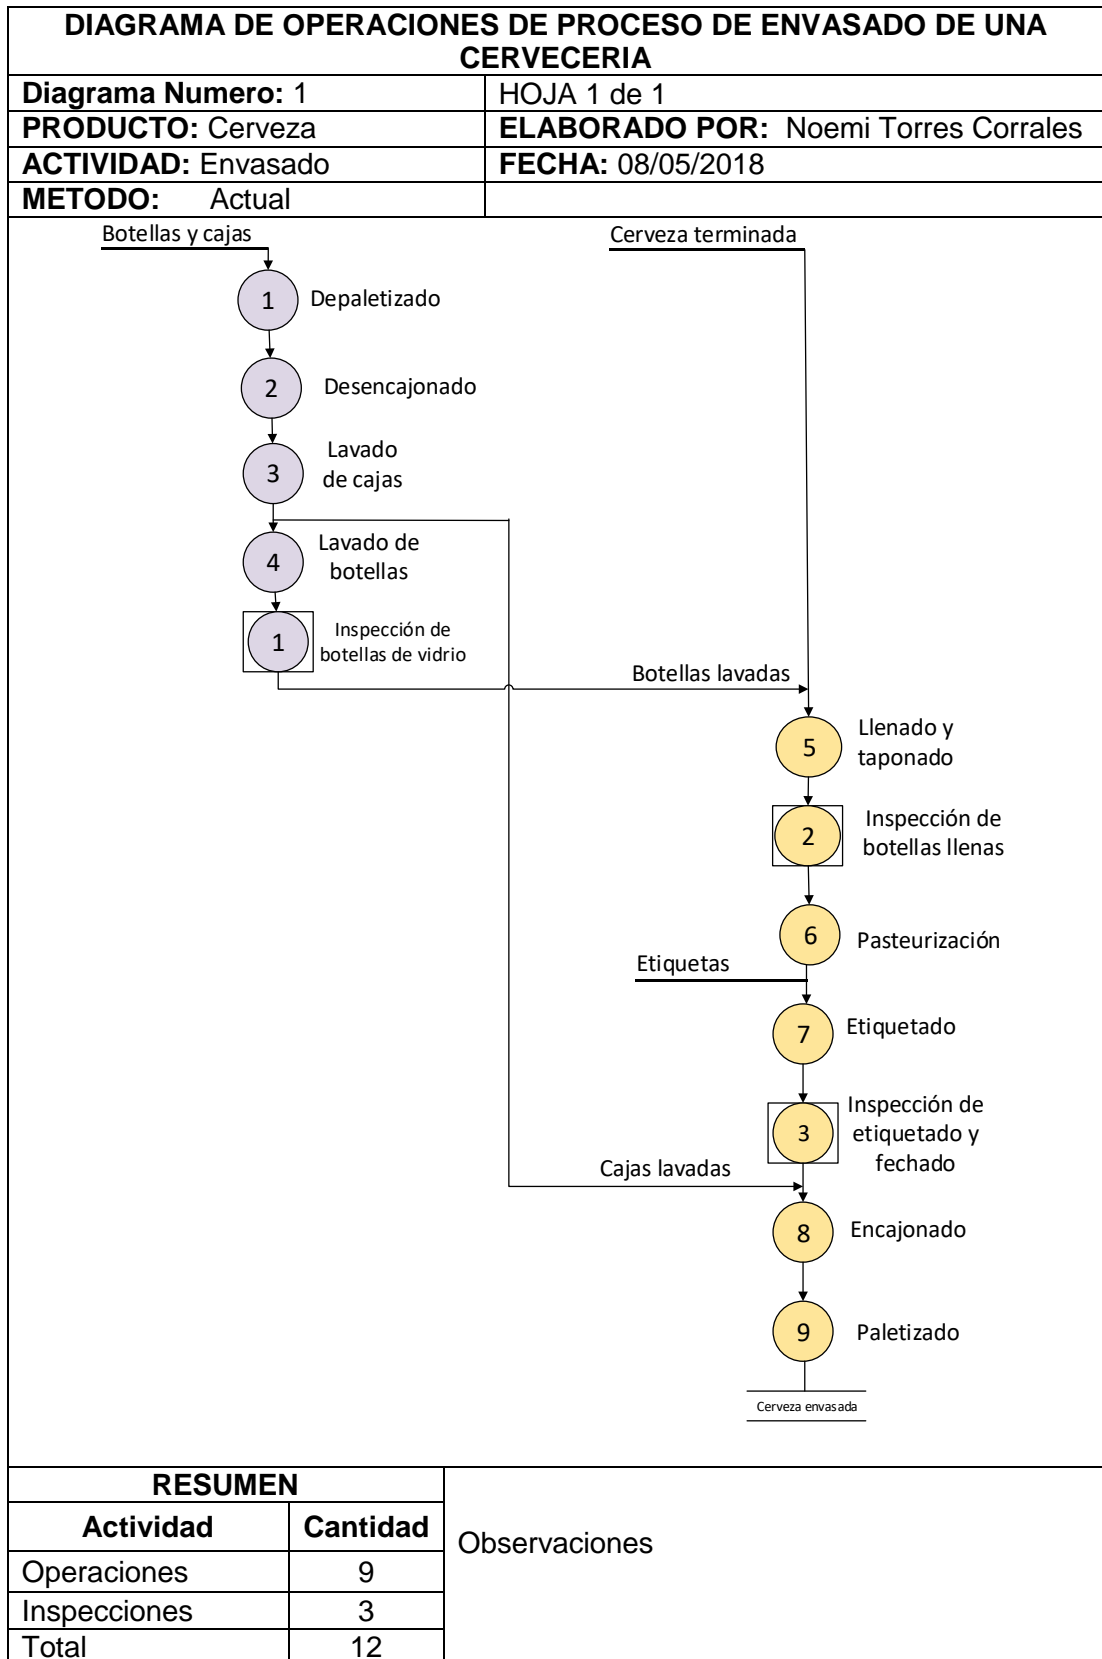 DIAGRAMA DE OPERACIONES DE PROCESO DE ENVASADO DE UNA
CERVECERIA
Diagrama Numero: 1
HOJA 1 de 1
PRODUCTO: Cerveza
ELABORADO POR: Noemi Torres Corrales
ACTIVIDAD: Envasado
FECHA: 08/05/2018
METODO: Actual
Botellas y cajas
Cerveza terminada
1
Depaletizado
2
Desencajonado
3
Lavado
de cajas
4
Lavado de
botellas
1
Inspección de
botellas de vidrio
Botellas lavadas
5
Llenado y
taponado
2
Inspección de
botellas llenas
6
Pasteurización
Etiquetas
7
Etiquetado
3
Inspección de
etiquetado y
fechado
Cajas lavadas
8
Encajonado
9
Paletizado
Cerveza envasada
RESUMEN
Actividad
Cantidad
Observaciones
Operaciones
9
Inspecciones
3
Total
12